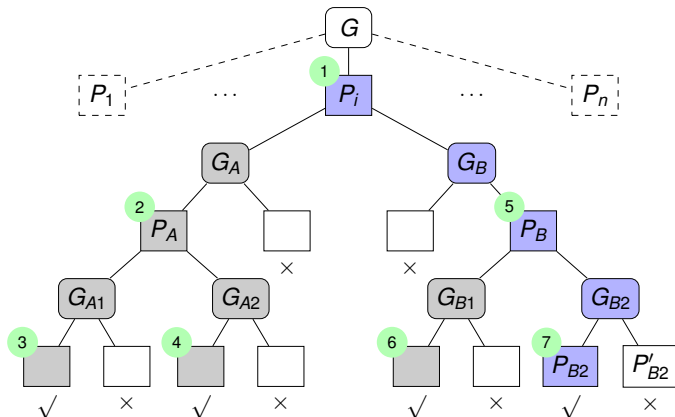 G
1
P1 ... Pi ... Pn
GA GB
2 5
PA PB
× ×
GA1 GA2 GB1 GB2
3 4 6 7
PB2 P′B2
√ × √ × √ × √ ×